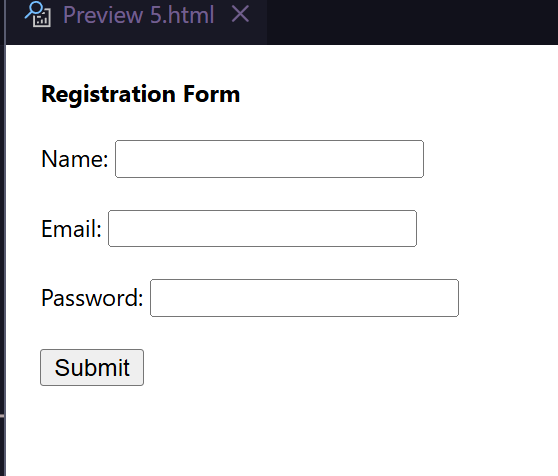 Preview 5.html
Registration Form
Name:
Email:
Password:
Submit